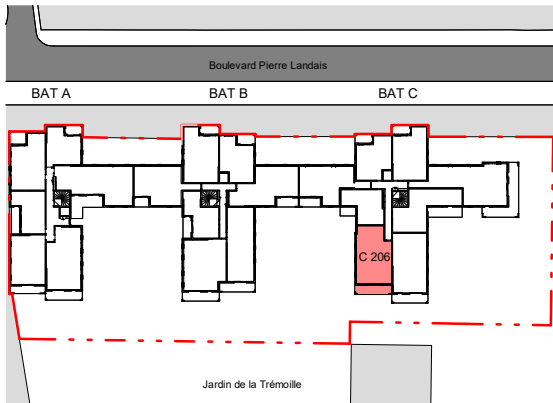 Boulevard Pierre Landais
BAT A BAT B BAT C
C 206
Jardin de la Trémoille